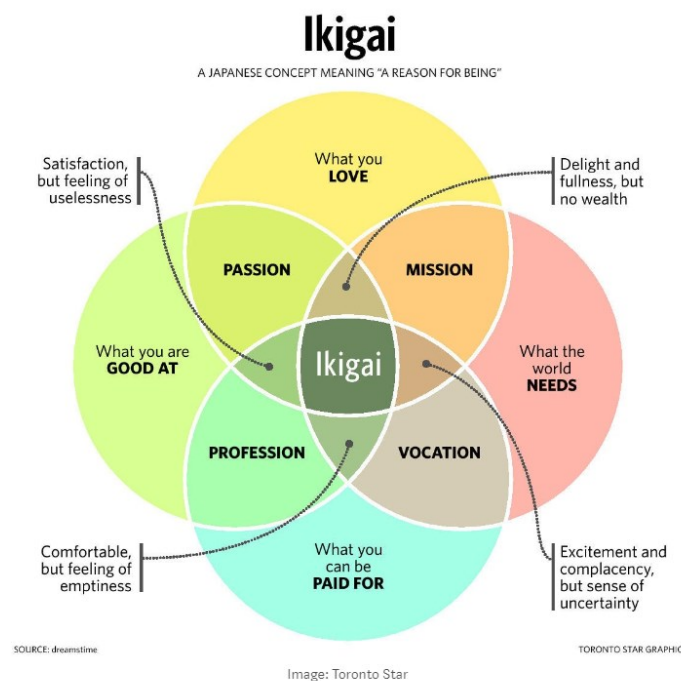 Ikigai
A JAPANESE CONCEPT MEANING "A REASON FOR BEING"
What you
LOVE
Satisfaction,
but feeling of
uselessness
Delight and
fullness, but
no wealth
PASSION
MISSION
What you are
GOOD AT
Ikigai
What the
world
NEEDS
PROFESSION
VOCATION
Comfortable,
but feeling of
emptiness
What you
can be
PAID FOR
Excitement and
complacency,
but sense of
uncertainty
SOURCE: dreamstime
TORONTO STAR GRAPHIC
Image: Toronto Star